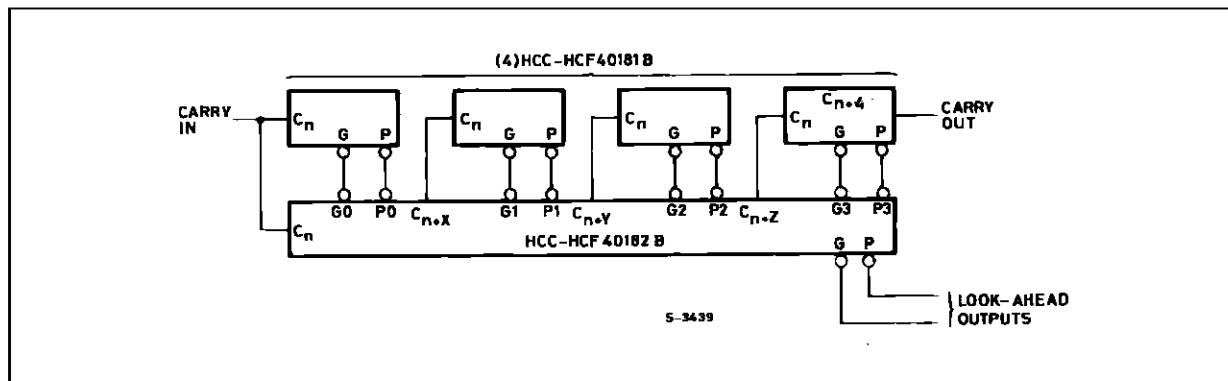 (4)HCC-HCF40181B
CARRY IN
Cn G P
Cn G P
Cn G P
Cn+4
Cn G P
CARRY OUT
G0 P0 Cn+X G1 P1 Cn+Y G2 P2 Cn+Z G3 P3
Cn
HCC-HCF40182B
G P
LOOK-AHEAD OUTPUTS
S-3439